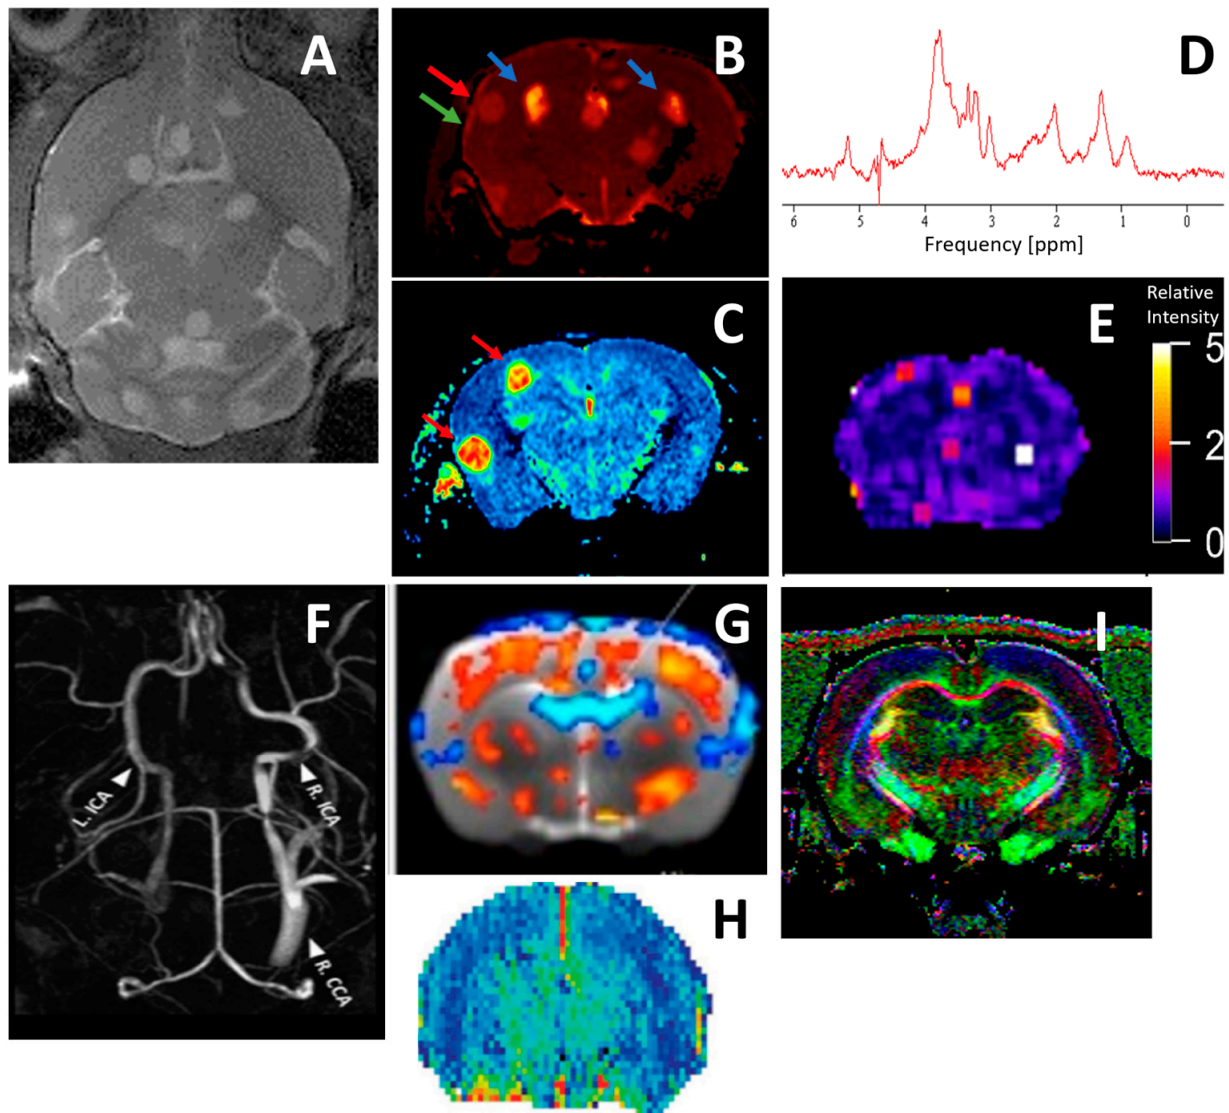 A
B
D
6 5 4 3 2 1 0
Frequency [ppm]
C
E
Relative
Intensity
5
2
0
F
L. ICA
R. ICA
R. CCA
G
I
H